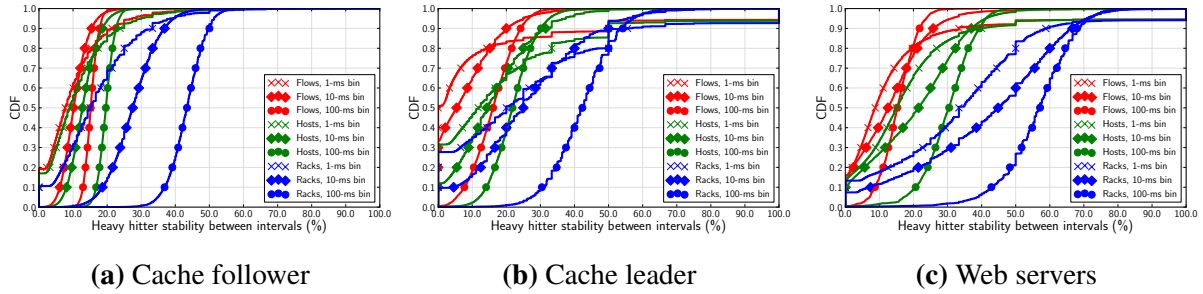 1.0
0.9
0.8
0.7
0.6
0.5
0.4
0.3
0.2
0.1
0.0
CDF
0.0 10.0 20.0 30.0 40.0 50.0 60.0 70.0 80.0 90.0 100.0
Heavy hitter stability between intervals (%)
Flows, 1-ms bin
Flows, 10-ms bin
Flows, 100-ms bin
Hosts, 1-ms bin
Hosts, 10-ms bin
Hosts, 100-ms bin
Racks, 1-ms bin
Racks, 10-ms bin
Racks, 100-ms bin
(a) Cache follower
1.0
0.9
0.8
0.7
0.6
0.5
0.4
0.3
0.2
0.1
0.0
CDF
0.0 10.0 20.0 30.0 40.0 50.0 60.0 70.0 80.0 90.0 100.0
Heavy hitter stability between intervals (%)
Flows, 1-ms bin
Flows, 10-ms bin
Flows, 100-ms bin
Hosts, 1-ms bin
Hosts, 10-ms bin
Hosts, 100-ms bin
Racks, 1-ms bin
Racks, 10-ms bin
Racks, 100-ms bin
(b) Cache leader
1.0
0.9
0.8
0.7
0.6
0.5
0.4
0.3
0.2
0.1
0.0
CDF
0.0 10.0 20.0 30.0 40.0 50.0 60.0 70.0 80.0 90.0 100.0
Heavy hitter stability between intervals (%)
Flows, 1-ms bin
Flows, 10-ms bin
Flows, 100-ms bin
Hosts, 1-ms bin
Hosts, 10-ms bin
Hosts, 100-ms bin
Racks, 1-ms bin
Racks, 10-ms bin
Racks, 100-ms bin
(c) Web servers